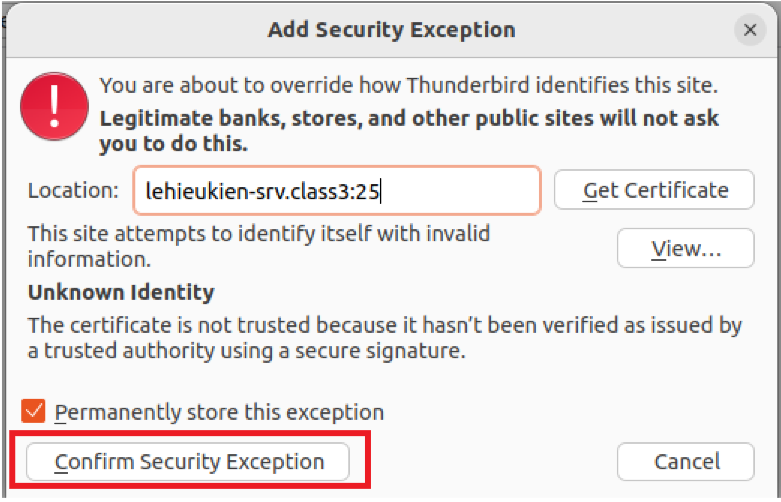 Add Security Exception
You are about to override how Thunderbird identifies this site.
Legitimate banks, stores, and other public sites will not ask
you to do this.
Location: lehieukien-srv.class3:25 Get Certificate
This site attempts to identify itself with invalid
information.
View...
Unknown Identity
The certificate is not trusted because it hasn't been verified as issued by
a trusted authority using a secure signature.
Permanently store this exception
Confirm Security Exception Cancel